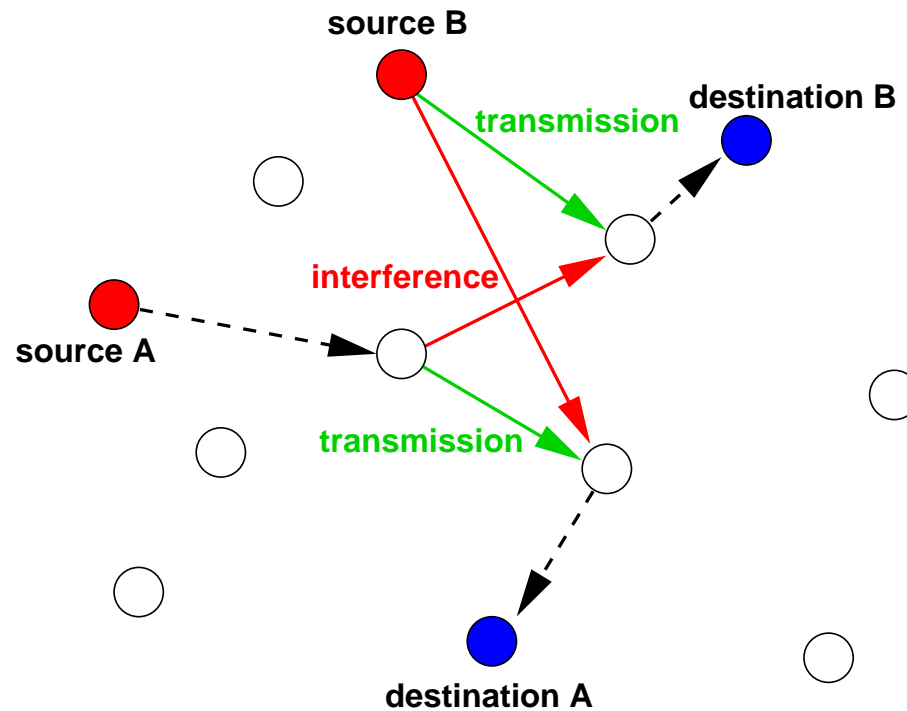 source B
destination B
transmission
interference
source A
transmission
destination A